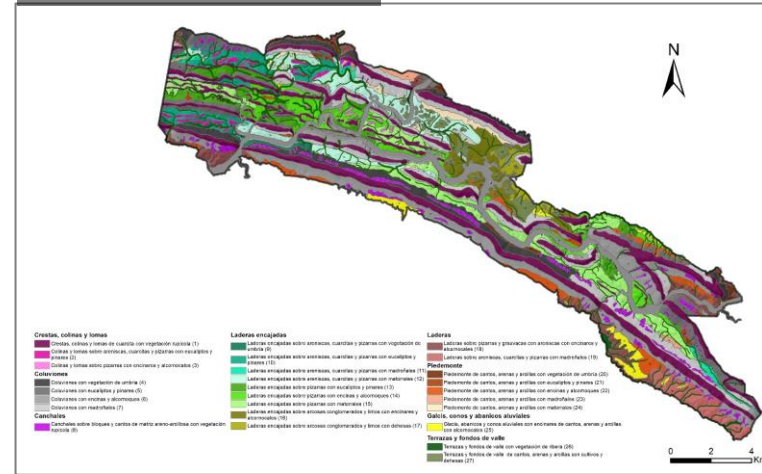 N
Crestas, colinas y lomas
Crestas, colinas y lomas de cuarcita con vegetación rupícola (1)
Colinas y lomas sobre areniscas, cuarcitas y pizarras con eucaliptos y
pinares (2)
Colinas y lomas sobre pizarras con encinares y alcornocales (3)
Coluviones
Coluviones con vegetación de umbría (4)
Coluviones con eucaliptos y pinares (5)
Coluviones con encinas y alcornoques (6)
Coluviones con madroñales (7)
Canchales
Canchales sobre bloques y cantos de matriz areno-arcillosa con vegetación
rupícola (8)
Laderas encajadas
Laderas encajadas sobre areniscas, cuarcitas y pizarras con vegetación de
umbría (9)
Laderas encajadas sobre areniscas, cuarcitas y pizarras con eucaliptos y
pinares (10)
Laderas encajadas sobre areniscas, cuarcitas y pizarras con madroñales (11)
Laderas encajadas sobre areniscas, cuarcitas y pizarras con matorrales (12)
Laderas encajadas sobre pizarras con eucaliptos y pinares (13)
Laderas encajadas sobre pizarras con encinas y alcornoques (14)
Laderas encajadas sobre pizarras con matorrales (15)
Laderas encajadas sobre arcosas conglomerados y limos con encinares y
alcornocales (16)
Laderas encajadas sobre arcosas conglomerados y limos con dehesas (17)
Laderas
Laderas sobre pizarras y grauvacas con areniscas con encinares y
alcornocales (18)
Laderas sobre areniscas, cuarcitas y pizarras con madroñales (19)
Piedemonte
Piedemonte de cantos, arenas y arcillas con vegetación de umbría (20)
Piedemonte de cantos, arenas y arcillas con eucaliptos y pinares (21)
Piedemonte de cantos, arenas y arcillas con encinares (22)
Piedemonte de cantos, arenas y arcillas con madroñales (23)
Piedemonte de cantos, arenas y arcillas con matorrales (24)
Glacis, conos y abanicos aluviales
Glacis, abanicos y conos aluviales con encinares de cantos, arenas y arcillas
con alcornocales (25)
Terrazas y fondos de valle
Terrazas y fondos de valle con vegetación de ribera (26)
Terrazas y fondos de valle de cantos, arenas y arcillas con cultivos y
dehesas (27)
0 2 4
Km